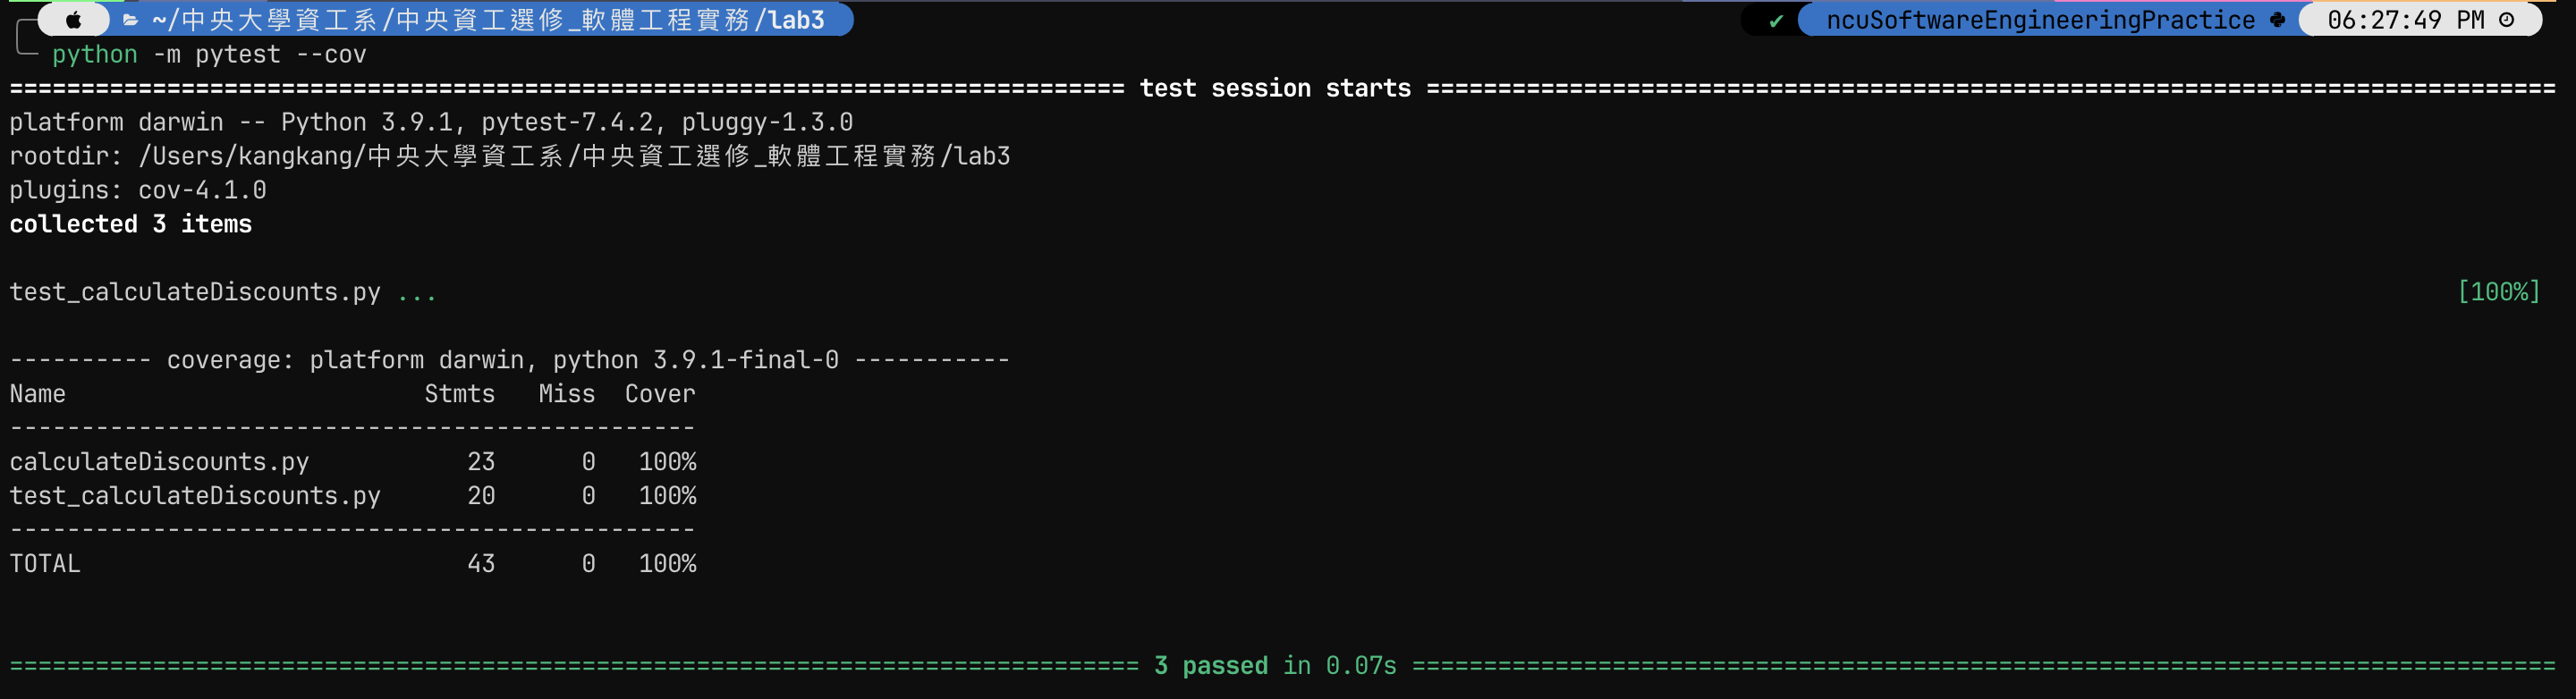 ~/中央大學資工系/中央資工選修_軟體工程實務/lab3 ✔ ncuSoftwareEngineeringPractice 06:27:49 PM
python -m pytest --cov
============================================================================== test session starts ===============================================================================
platform darwin -- Python 3.9.1, pytest-7.4.2, pluggy-1.3.0
rootdir: /Users/kangkang/中央大學資工系/中央資工選修_軟體工程實務/lab3
plugins: cov-4.1.0
collected 3 items
test_calculateDiscounts.py ... [100%]
---------- coverage: platform darwin, python 3.9.1-final-0 -----------
Name                         Stmts   Miss  Cover
------------------------------------------------
calculateDiscounts.py           23      0   100%
test_calculateDiscounts.py      20      0   100%
------------------------------------------------
TOTAL                           43      0   100%
=============================================================================== 3 passed in 0.07s ================================================================================